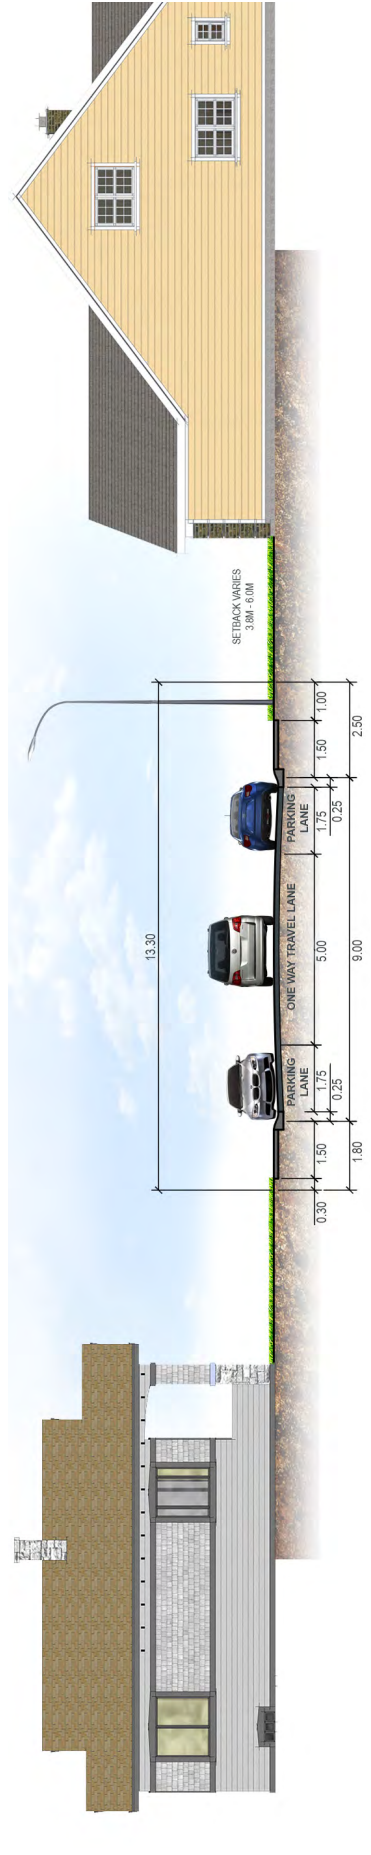 13.30
SETBACK VARIES
3.8M - 6.0M
PARKING
LANE
ONE WAY TRAVEL LANE
PARKING
LANE
0.30 1.50 1.75 5.00 1.75 1.50 1.00
0.25 0.25
1.80 9.00 2.50